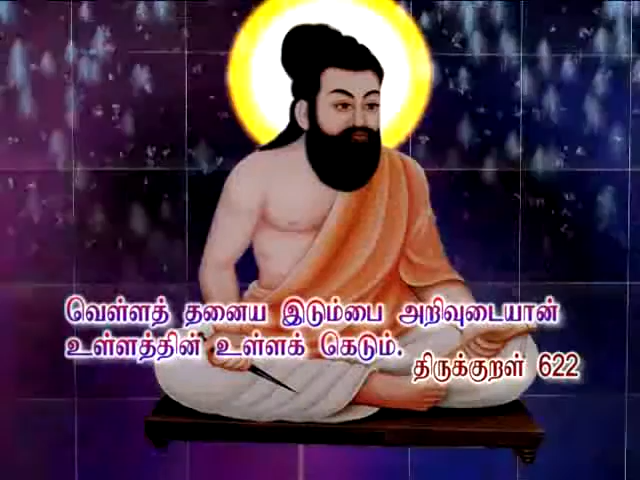 வெள்ளத் தனைய இடும்பை அறிவுடையான்
உள்ளத்தின் உள்ளக் கெடும்.
திருக்குறள் 622